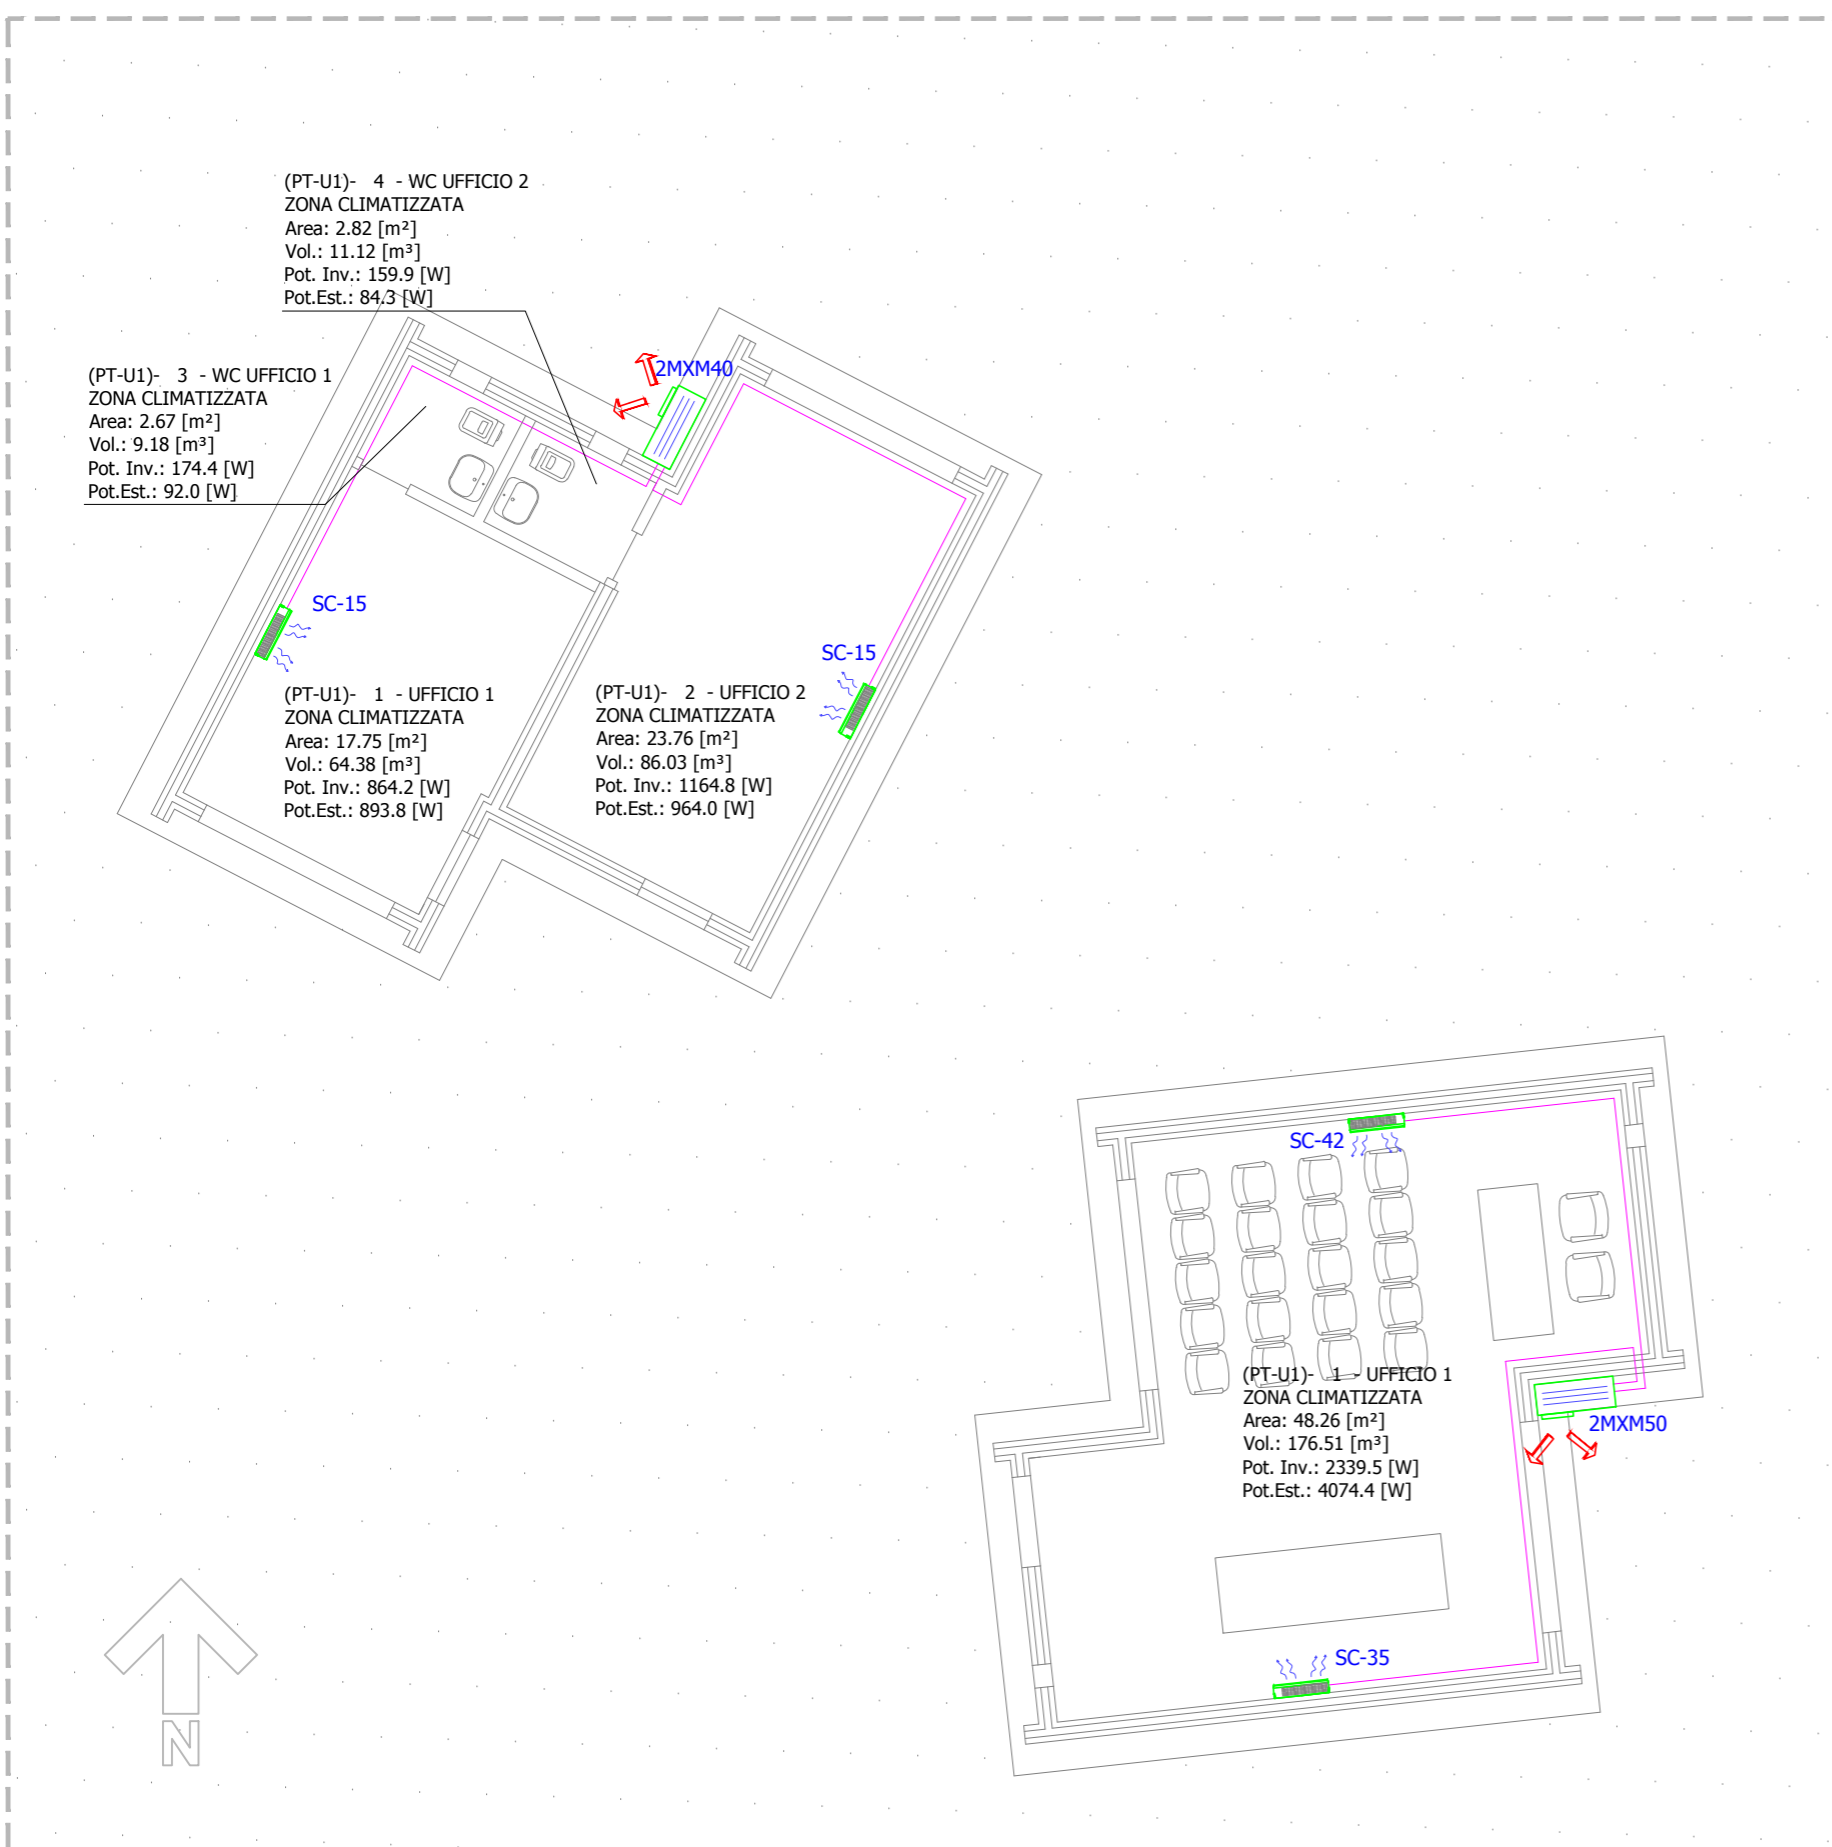 (PT-U1)- 4 - WC UFFICIO 2
ZONA CLIMATIZZATA
Area: 2.82 [m²]
Vol.: 11.12 [m³]
Pot. Inv.: 159.9 [W]
Pot.Est.: 84.3 [W]
2MXM40
(PT-U1)- 3 - WC UFFICIO 1
ZONA CLIMATIZZATA
Area: 2.67 [m²]
Vol.: 9.18 [m³]
Pot. Inv.: 174.4 [W]
Pot.Est.: 92.0 [W]
SC-15
SC-15
(PT-U1)- 1 - UFFICIO 1
ZONA CLIMATIZZATA
Area: 17.75 [m²]
Vol.: 64.38 [m³]
Pot. Inv.: 864.2 [W]
Pot.Est.: 893.8 [W]
(PT-U1)- 2 - UFFICIO 2
ZONA CLIMATIZZATA
Area: 23.76 [m²]
Vol.: 86.03 [m³]
Pot. Inv.: 1164.8 [W]
Pot.Est.: 964.0 [W]
SC-42
(PT-U1)- 1 - UFFICIO 1
ZONA CLIMATIZZATA
Area: 48.26 [m²]
Vol.: 176.51 [m³]
Pot. Inv.: 2339.5 [W]
Pot.Est.: 4074.4 [W]
2MXM50
SC-35
N